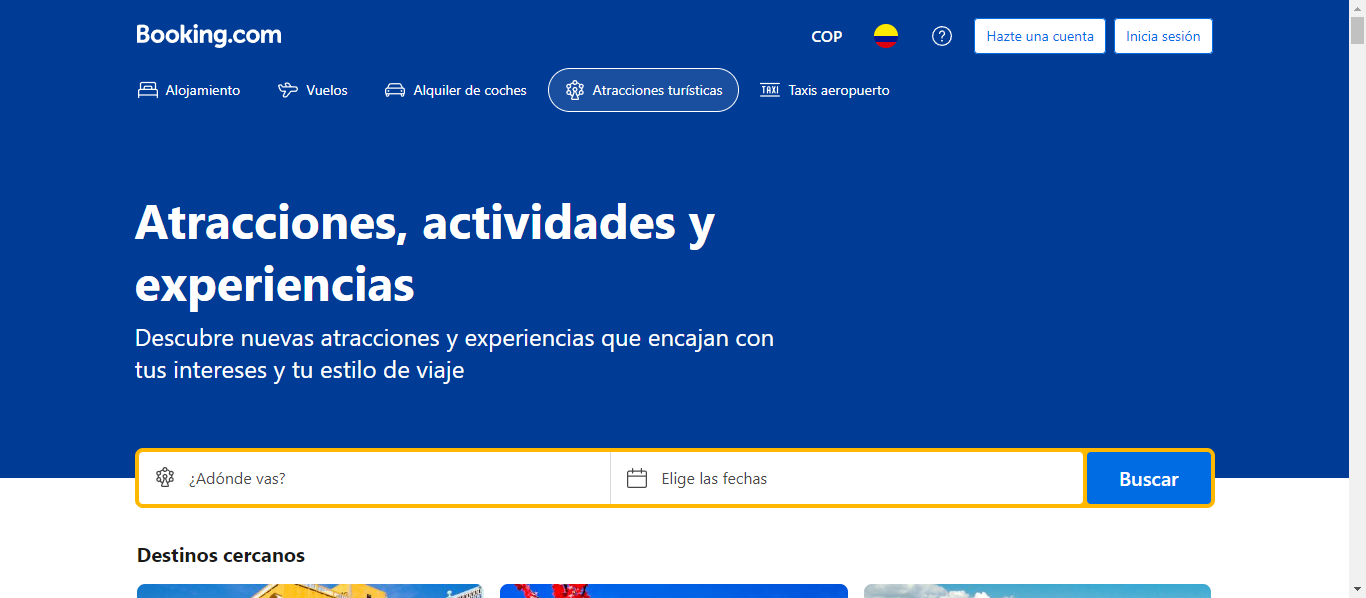 Booking.com
COP
Hazte una cuenta
Inicia sesión
Alojamiento
Vuelos
Alquiler de coches
Atracciones turísticas
TAXI
Taxis aeropuerto
Atracciones, actividades y
experiencias
Descubre nuevas atracciones y experiencias que encajan con
tus intereses y tu estilo de viaje
¿Adónde vas?
Elige las fechas
Buscar
Destinos cercanos